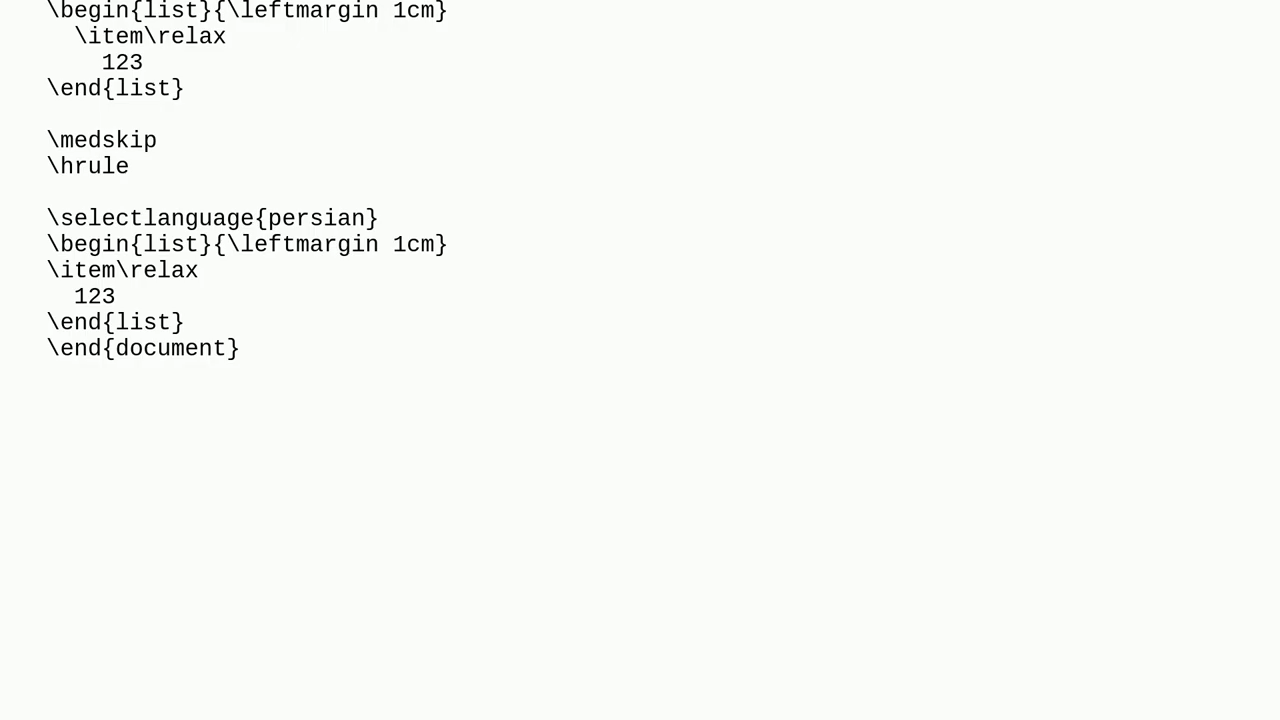 \begin{list}{\leftmargin 1cm}
  \item\relax
    123
\end{list}

\medskip
\hrule

\selectlanguage{persian}
\begin{list}{\leftmargin 1cm}
\item\relax
  123
\end{list}
\end{document}